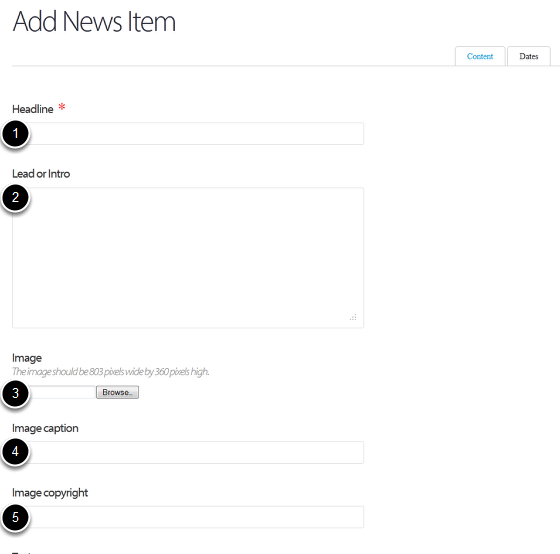 Add News Item
Content Dates
Headline *
1
Lead or Intro
2
Image
The image should be 803 pixels wide by 360 pixels high.
3 Browse..
Image caption
4
Image copyright
5